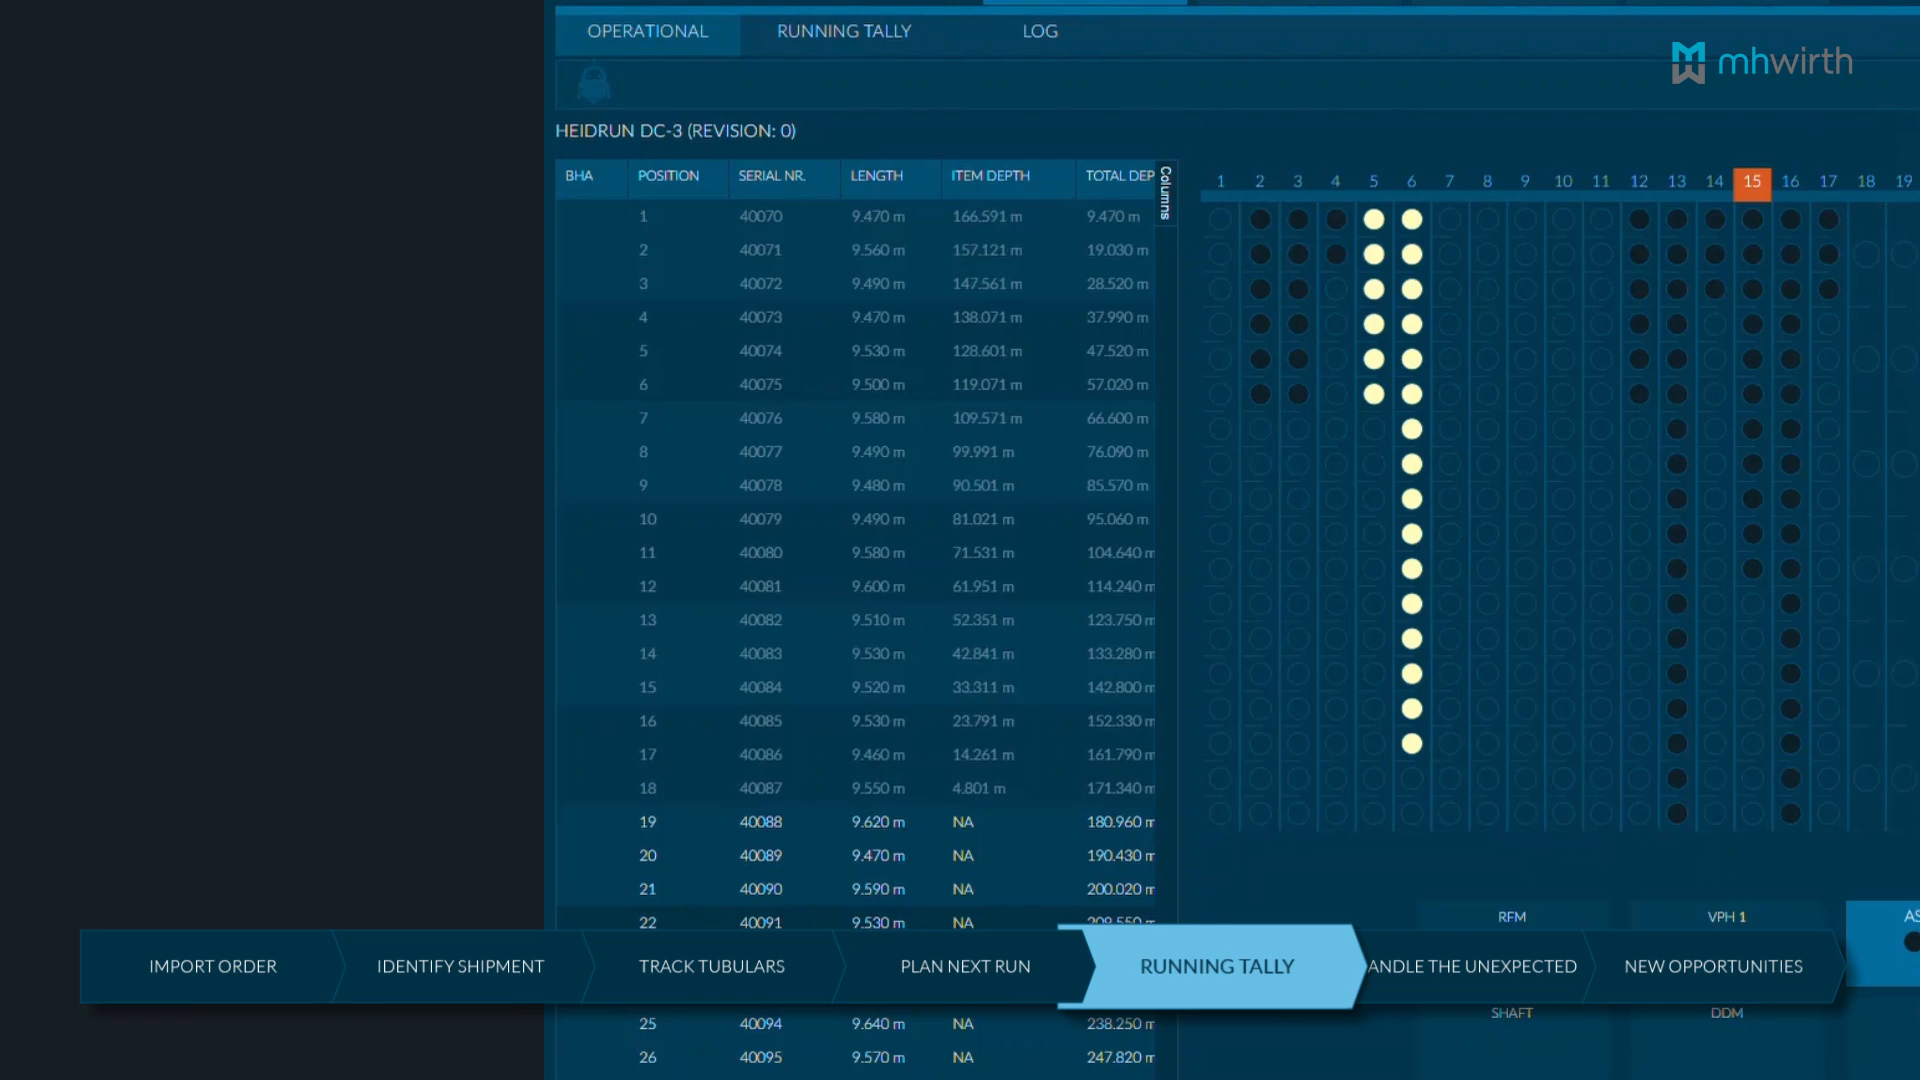 OPERATIONAL RUNNING TALLY LOG
mhwirth
HEIDRUN DC-3 (REVISION: 0)
BHA POSITION SERIAL NR. LENGTH ITEM DEPTH TOTAL DEP
Columns
1 2 3 4 5 6 7 8 9 10 11 12 13 14 15 16 17 18 19
1 40070 9.470 m 166.591 m 9.470 m
2 40071 9.560 m 157.121 m 19.030 m
3 40072 9.490 m 147.561 m 28.520 m
4 40073 9.470 m 138.071 m 37.990 m
5 40074 9.530 m 128.601 m 47.520 m
6 40075 9.500 m 119.071 m 57.020 m
7 40076 9.580 m 109.571 m 66.600 m
8 40077 9.490 m 99.991 m 76.090 m
9 40078 9.480 m 90.501 m 85.570 m
10 40079 9.490 m 81.021 m 95.060 m
11 40080 9.580 m 71.531 m 104.640 m
12 40081 9.600 m 61.951 m 114.240 m
13 40082 9.510 m 52.351 m 123.750 m
14 40083 9.530 m 42.841 m 133.280 m
15 40084 9.520 m 33.311 m 142.800 m
16 40085 9.530 m 23.791 m 152.330 m
17 40086 9.460 m 14.261 m 161.790 m
18 40087 9.550 m 4.801 m 171.340 m
19 40088 9.620 m NA 180.960 m
20 40089 9.470 m NA 190.430 m
21 40090 9.590 m NA 200.020 m
22 40091 9.530 m NA 209.550 m
RFM VPH 1 AS
IMPORT ORDER IDENTIFY SHIPMENT TRACK TUBULARS PLAN NEXT RUN RUNNING TALLY ANDLE THE UNEXPECTED NEW OPPORTUNITIES
SHAFT DDM
25 40094 9.640 m NA 238.250 m
26 40095 9.570 m NA 247.820 m